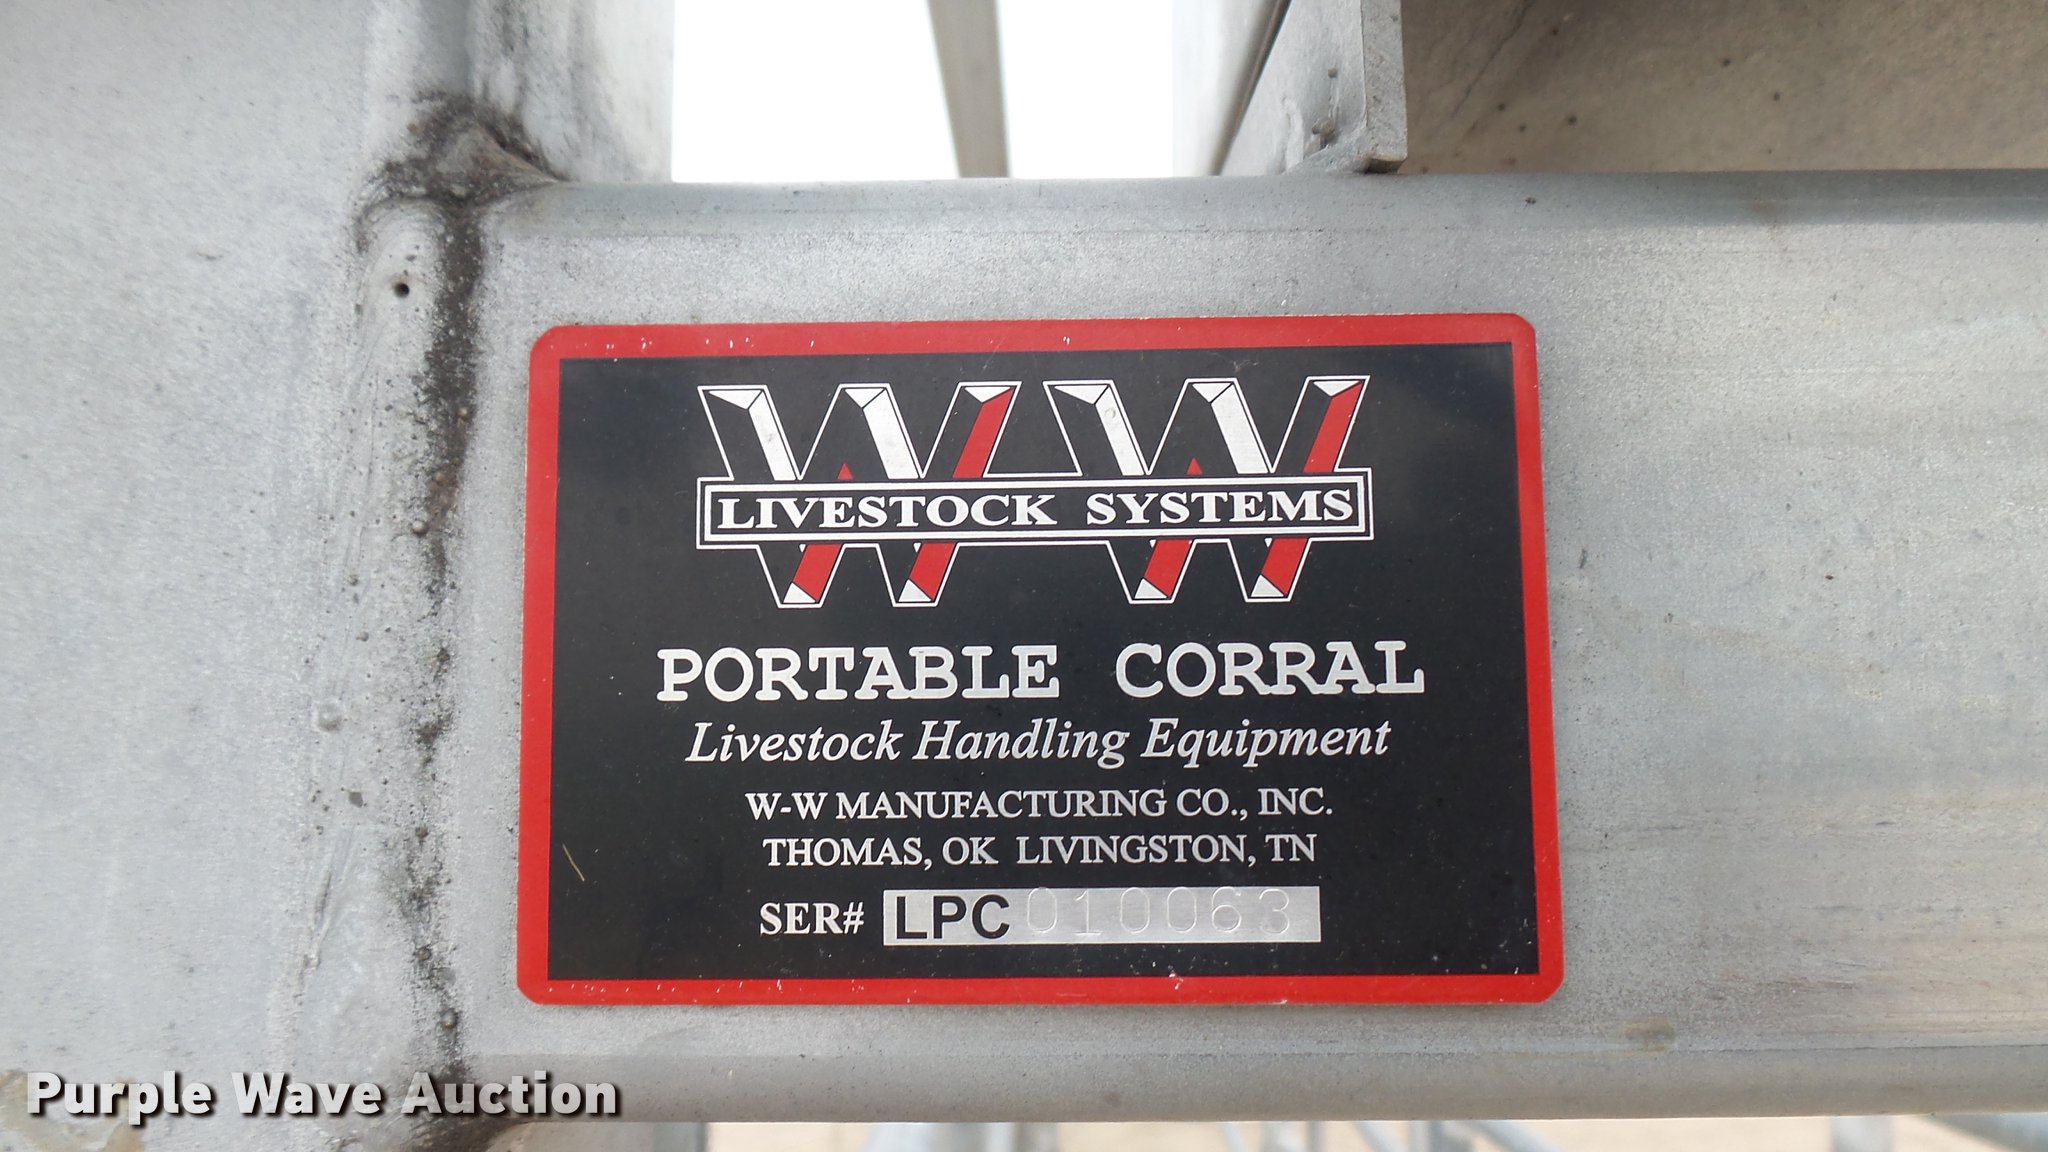 WW
LIVESTOCK SYSTEMS
PORTABLE CORRAL
Livestock Handling Equipment
W-W MANUFACTURING CO., INC.
THOMAS, OK LIVINGSTON, TN
SER# LPC 010063
Purple Wave Auction